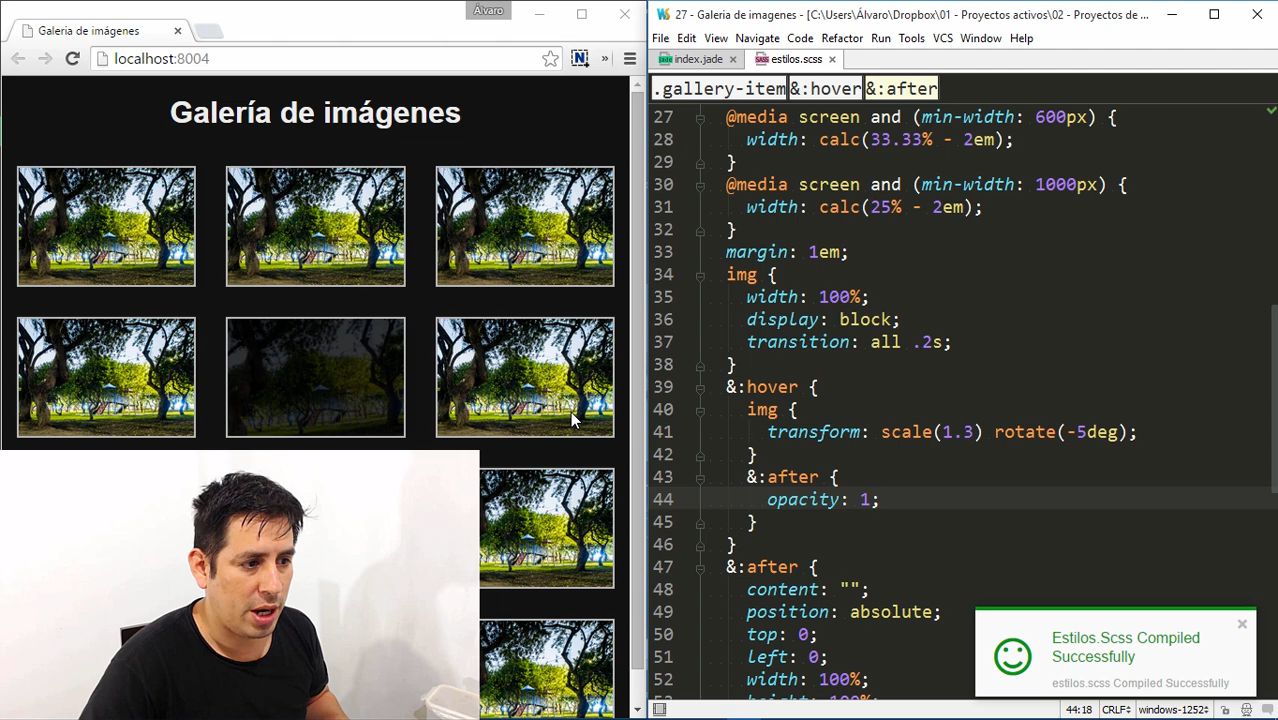 Álvaro
Galería de imágenes
localhost:8004
Galería de imágenes
27 - Galeria de imagenes - [C:\Users\Álvaro\Dropbox\01 - Proyectos activos\02 - Proyectos de ...
File Edit View Navigate Code Refactor Run Tools VCS Window Help
index.jade estilos.scss
.gallery-item &:hover &:after
27 @media screen and (min-width: 600px) {
28 width: calc(33.33% - 2em);
29 }
30 @media screen and (min-width: 1000px) {
31 width: calc(25% - 2em);
32 }
33 margin: 1em;
34 img {
35 width: 100%;
36 display: block;
37 transition: all .2s;
38 }
39 &:hover {
40 img {
41 transform: scale(1.3) rotate(-5deg);
42 }
43 &:after {
44 opacity: 1;
45 }
46 }
47 &:after {
48 content: "";
49 position: absolute;
50 top: 0;
51 left: 0;
52 width: 100%;
Estilos.Scss Compiled
Successfully
estilos.scss Compiled Successfully
44:18 CRLF windows-1252